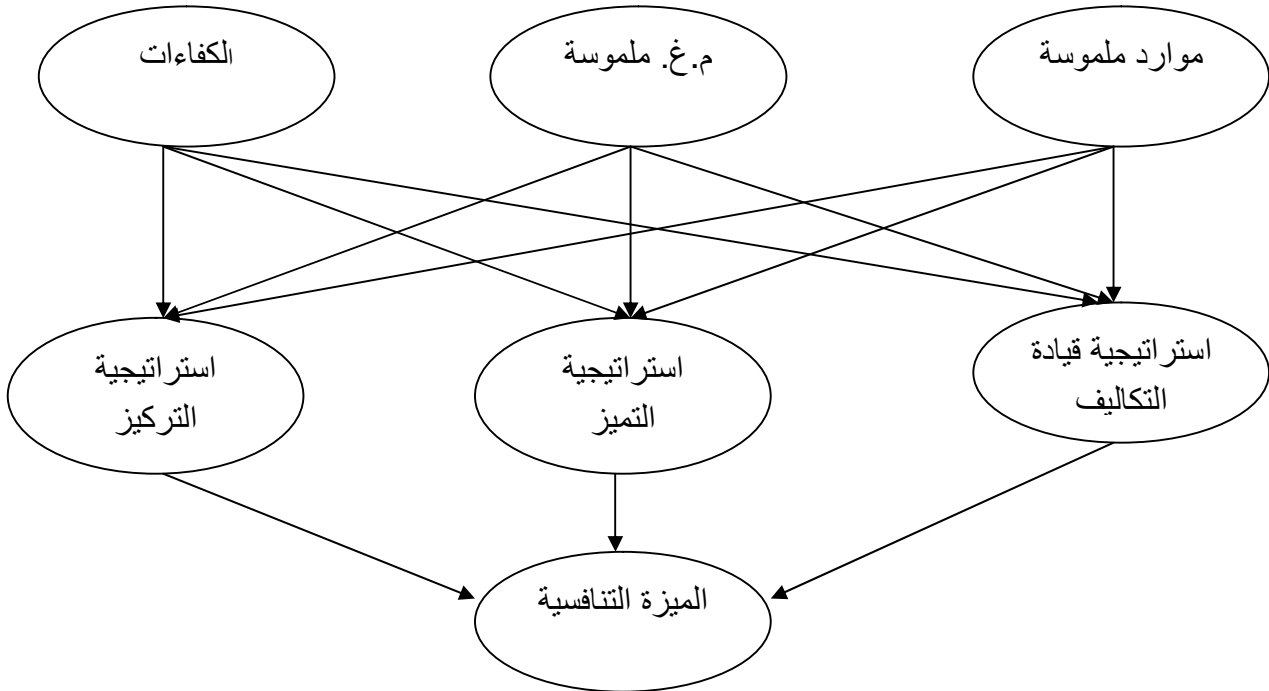 موارد ملموسة
م.غ. ملموسة
الكفاءات
استراتيجية قيادة
التكاليف
استراتيجية
التميز
استراتيجية
التركيز
الميزة التنافسية